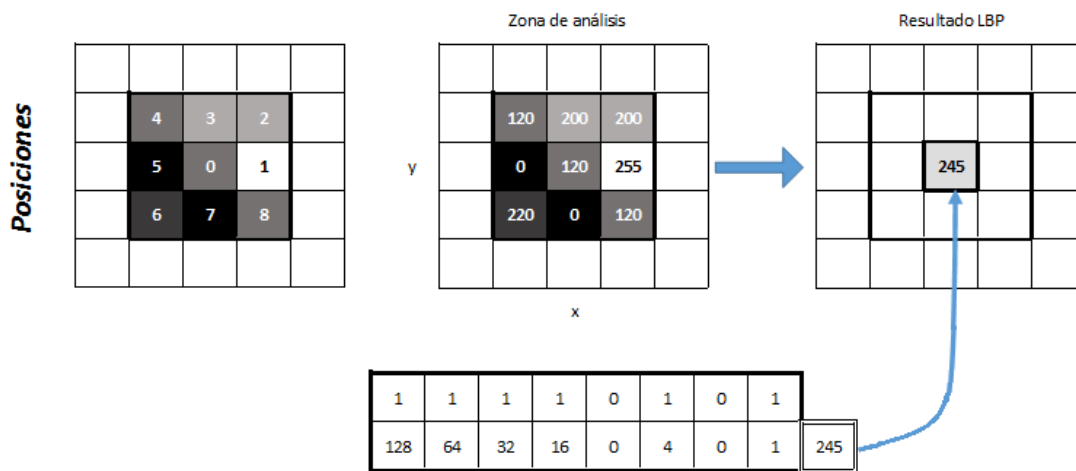 Zona de análisis
Resultado LBP
Posiciones
4 3 2
5 0 1
6 7 8
y
120 200 200
0 120 255
220 0 120
x
245
1 1 1 1 0 1 0 1
128 64 32 16 0 4 0 1 245